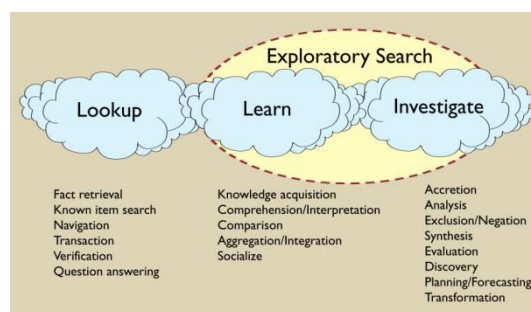 Exploratory Search
Lookup
Learn
Investigate
Fact retrieval
Known item search
Navigation
Transaction
Verification
Question answering
Knowledge acquisition
Comprehension/Interpretation
Comparison
Aggregation/Integration
Socialize
Accretion
Analysis
Exclusion/Negation
Synthesis
Evaluation
Discovery
Planning/Forecasting
Transformation